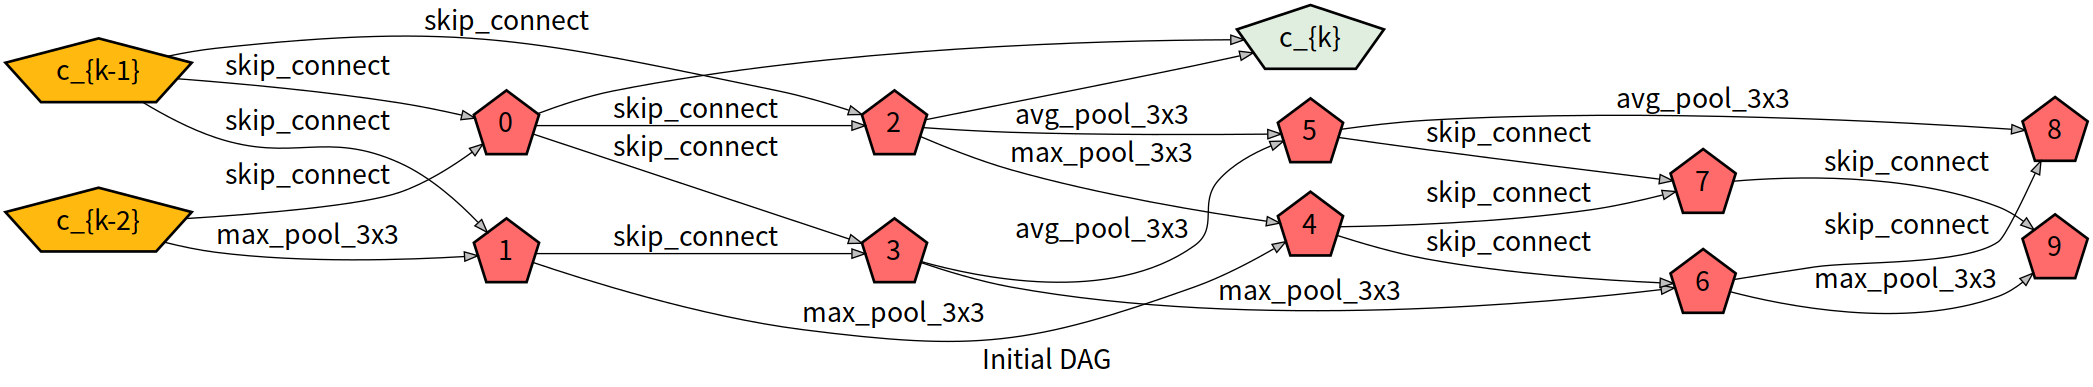 skip_connect
c_{k}
c_{k-1}
skip_connect
skip_connect
avg_pool_3x3
8
skip_connect
0
skip_connect
2
avg_pool_3x3
5
skip_connect
skip_connect
max_pool_3x3
skip_connect
skip_connect
7
skip_connect
c_{k-2}
max_pool_3x3
1
skip_connect
3
avg_pool_3x3
4
skip_connect
skip_connect
9
max_pool_3x3
max_pool_3x3
6
max_pool_3x3
Initial DAG